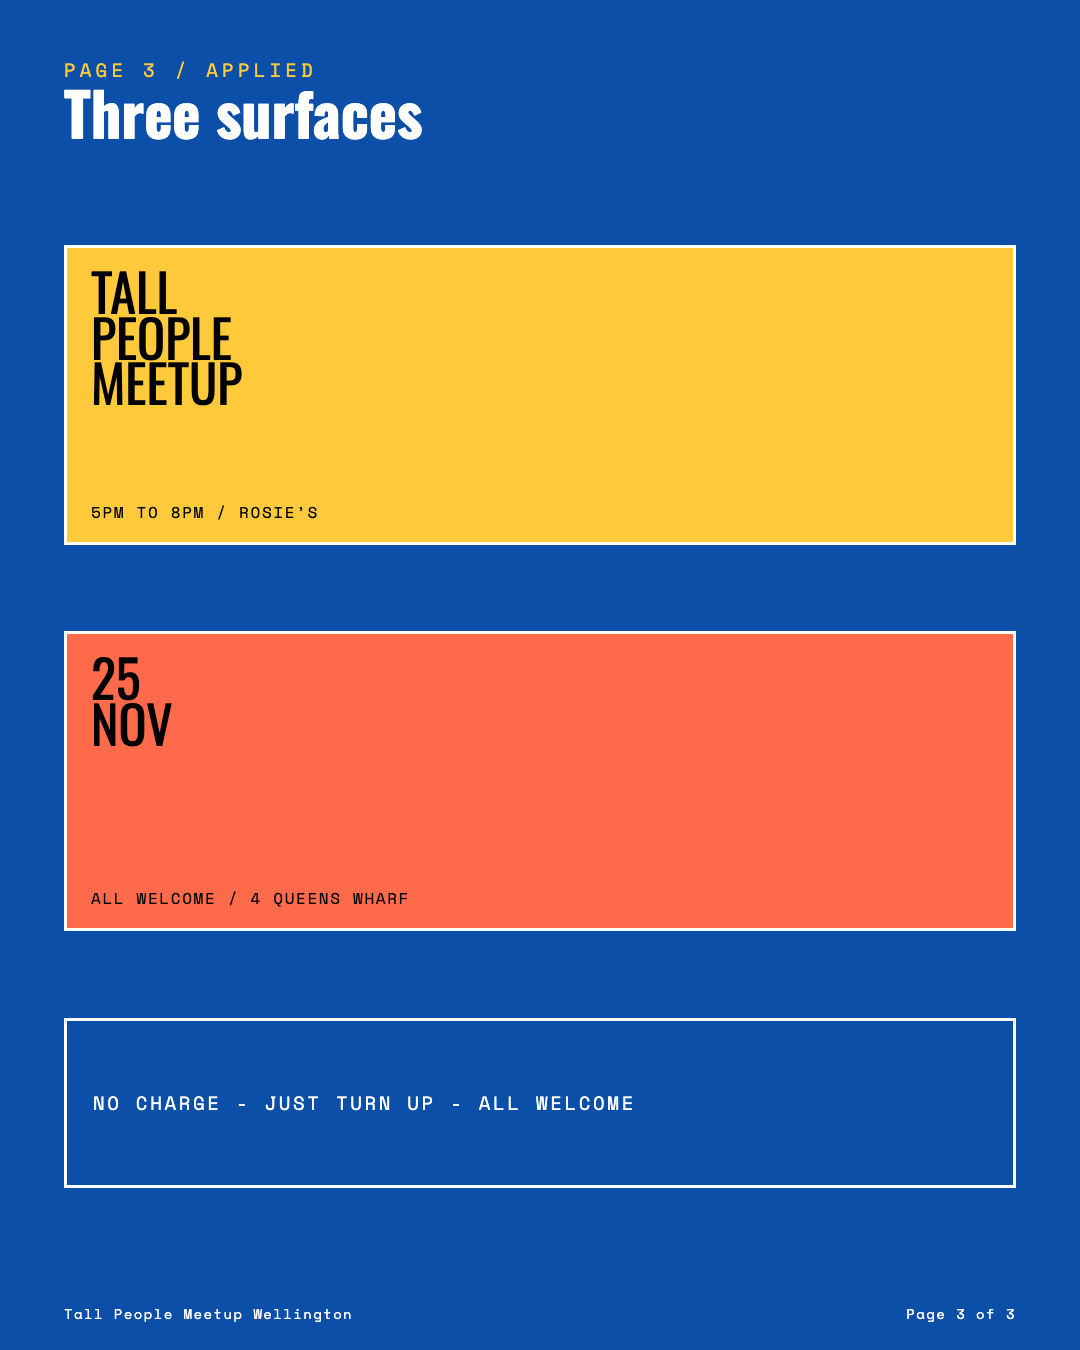 PAGE 3 / APPLIED
Three surfaces
TALL
PEOPLE
MEETUP
5PM TO 8PM / ROSIE’S
25
NOV
ALL WELCOME / 4 QUEENS WHARF
NO CHARGE - JUST TURN UP - ALL WELCOME
Tall People Meetup Wellington
Page 3 of 3